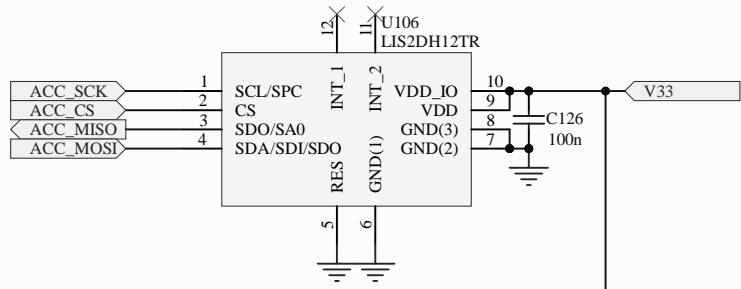 12
11
U106
LIS2DH12TR
INT_1
INT_2
ACC_SCK 1 SCL/SPC VDD_IO 10 V33
ACC_CS 2 CS VDD 9
ACC_MISO 3 SDO/SA0 GND(3) 8
ACC_MOSI 4 SDA/SDI/SDO GND(2) 7
C126
100n
RES
GND(1)
5
6